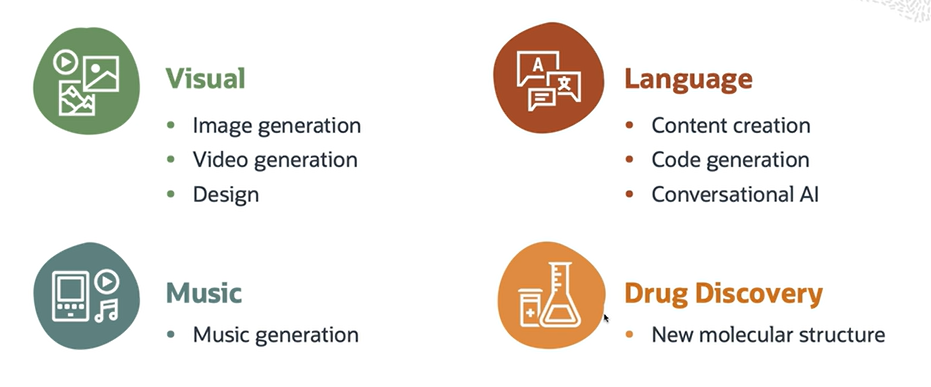 Visual
Image generation
Video generation
Design
A 文
Language
Content creation
Code generation
Conversational AI
Music
Music generation
Drug Discovery
New molecular structure